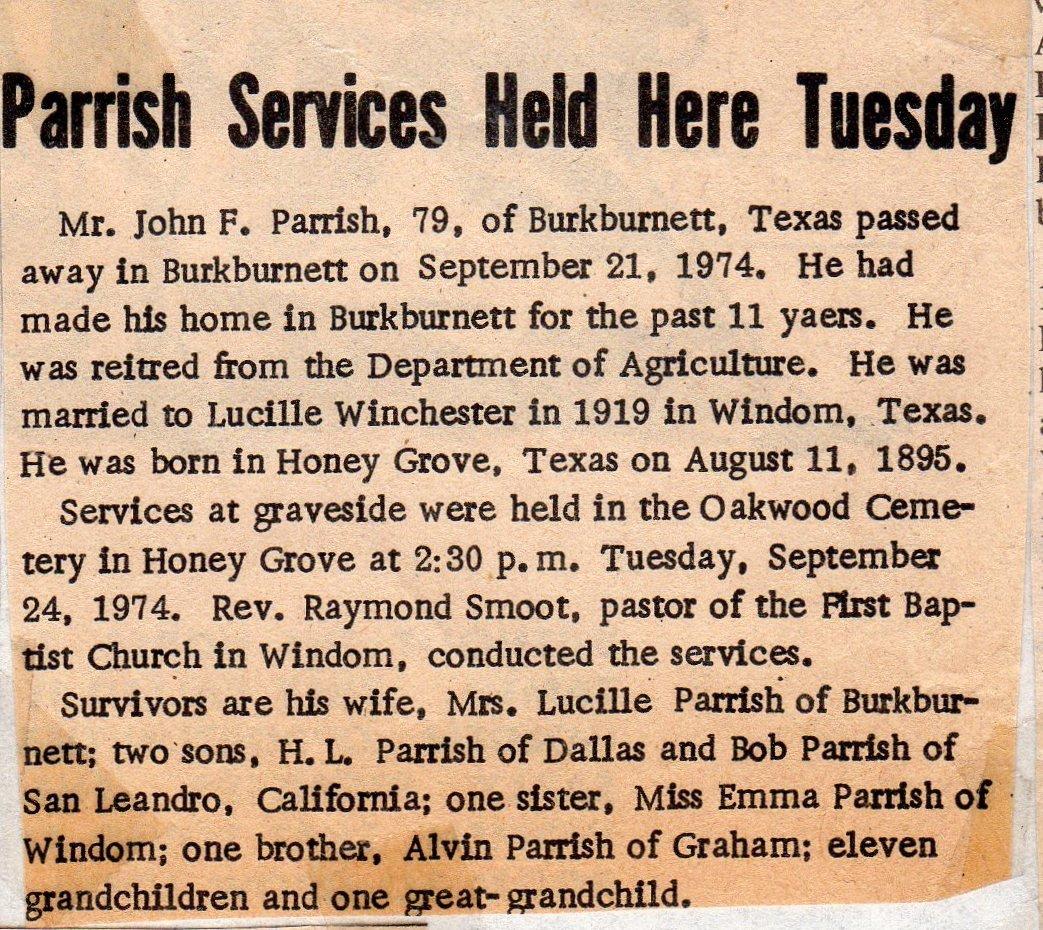 Parrish Services Held Here Tuesday
Mr. John F. Parrish, 79, of Burkburnett, Texas passed
away in Burkburnett on September 21, 1974. He had
made his home in Burkburnett for the past 11 yaers. He
was reitred from the Department of Agriculture. He was
married to Lucille Winchester in 1919 in Windom, Texas.
He was born in Honey Grove, Texas on August 11, 1895.
Services at graveside were held in the Oakwood Ceme-
tery in Honey Grove at 2:30 p.m. Tuesday, September
24, 1974. Rev. Raymond Smoot, pastor of the First Bap-
tist Church in Windom, conducted the services.
Survivors are his wife, Mrs. Lucille Parrish of Burkbur-
nett; two sons, H.L. Parrish of Dallas and Bob Parrish of
San Leandro, California; one sister, Miss Emma Parrish of
Windom; one brother, Alvin Parrish of Graham; eleven
grandchildren and one great-grandchild.